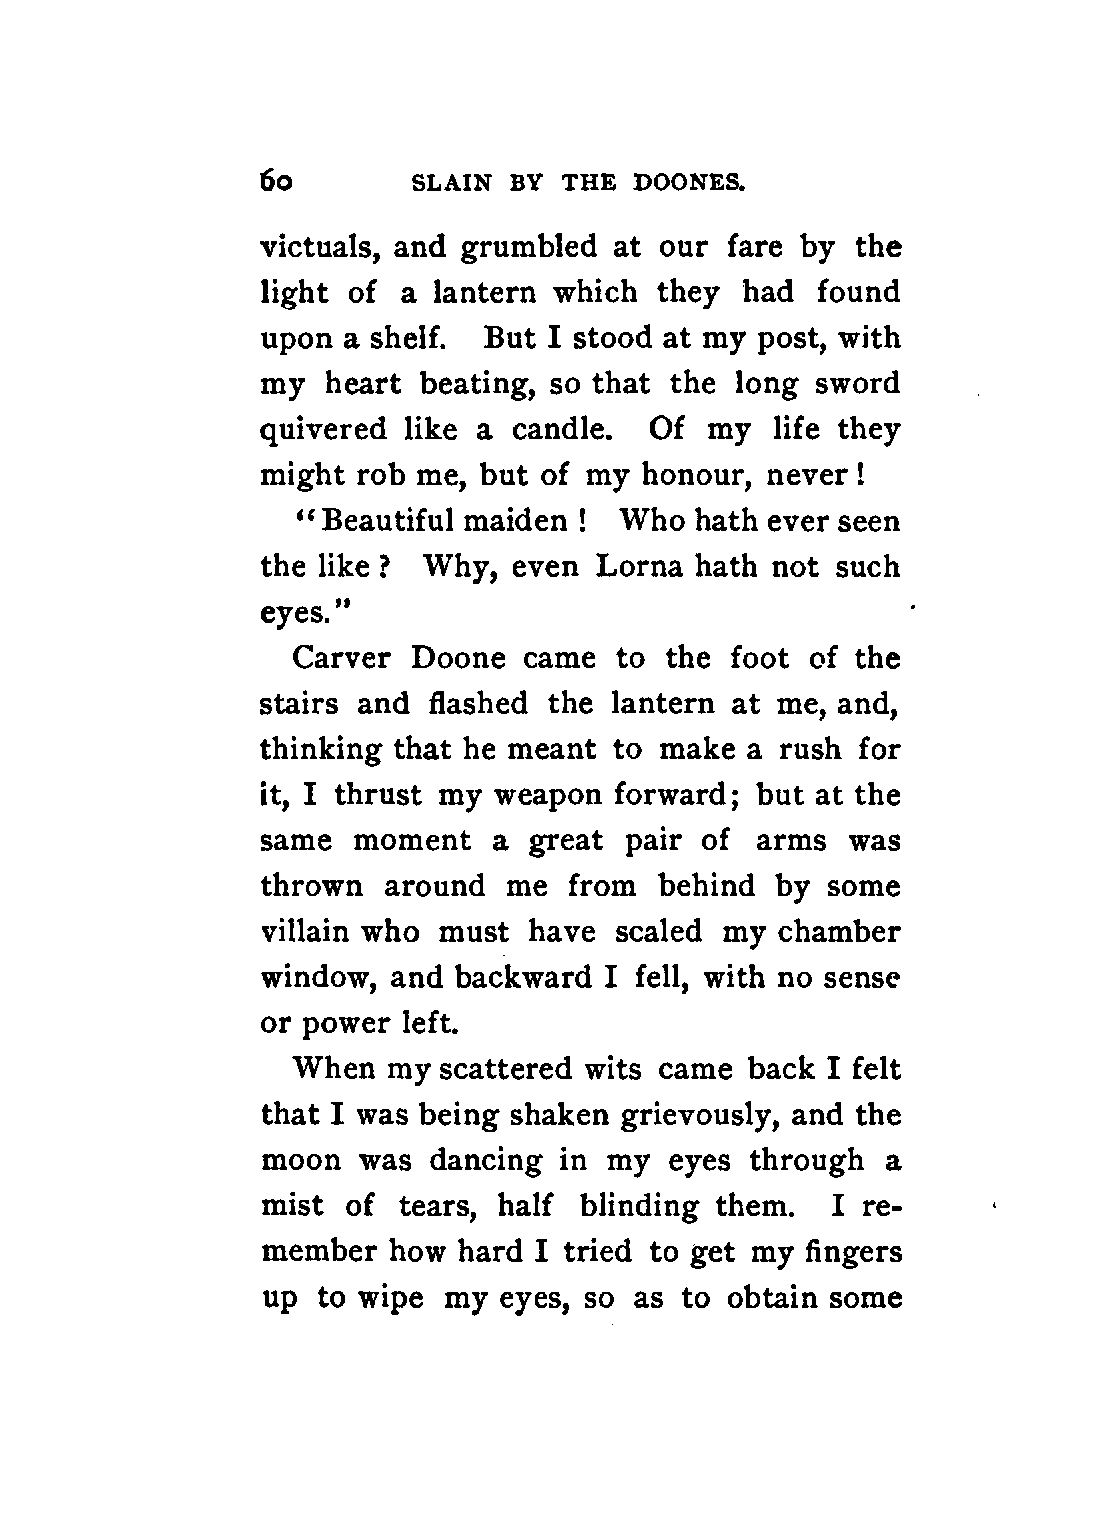 60 SLAIN BY THE DOONES.
victuals, and grumbled at our fare by the
light of a lantern which they had found
upon a shelf. But I stood at my post, with
my heart beating, so that the long sword
quivered like a candle. Of my life they
might rob me, but of my honour, never !
“Beautiful maiden ! Who hath ever seen
the like ? Why, even Lorna hath not such
eyes.”
Carver Doone came to the foot of the
stairs and flashed the lantern at me, and,
thinking that he meant to make a rush for
it, I thrust my weapon forward; but at the
same moment a great pair of arms was
thrown around me from behind by some
villain who must have scaled my chamber
window, and backward I fell, with no sense
or power left.
When my scattered wits came back I felt
that I was being shaken grievously, and the
moon was dancing in my eyes through a
mist of tears, half blinding them. I re-
member how hard I tried to get my fingers
up to wipe my eyes, so as to obtain some